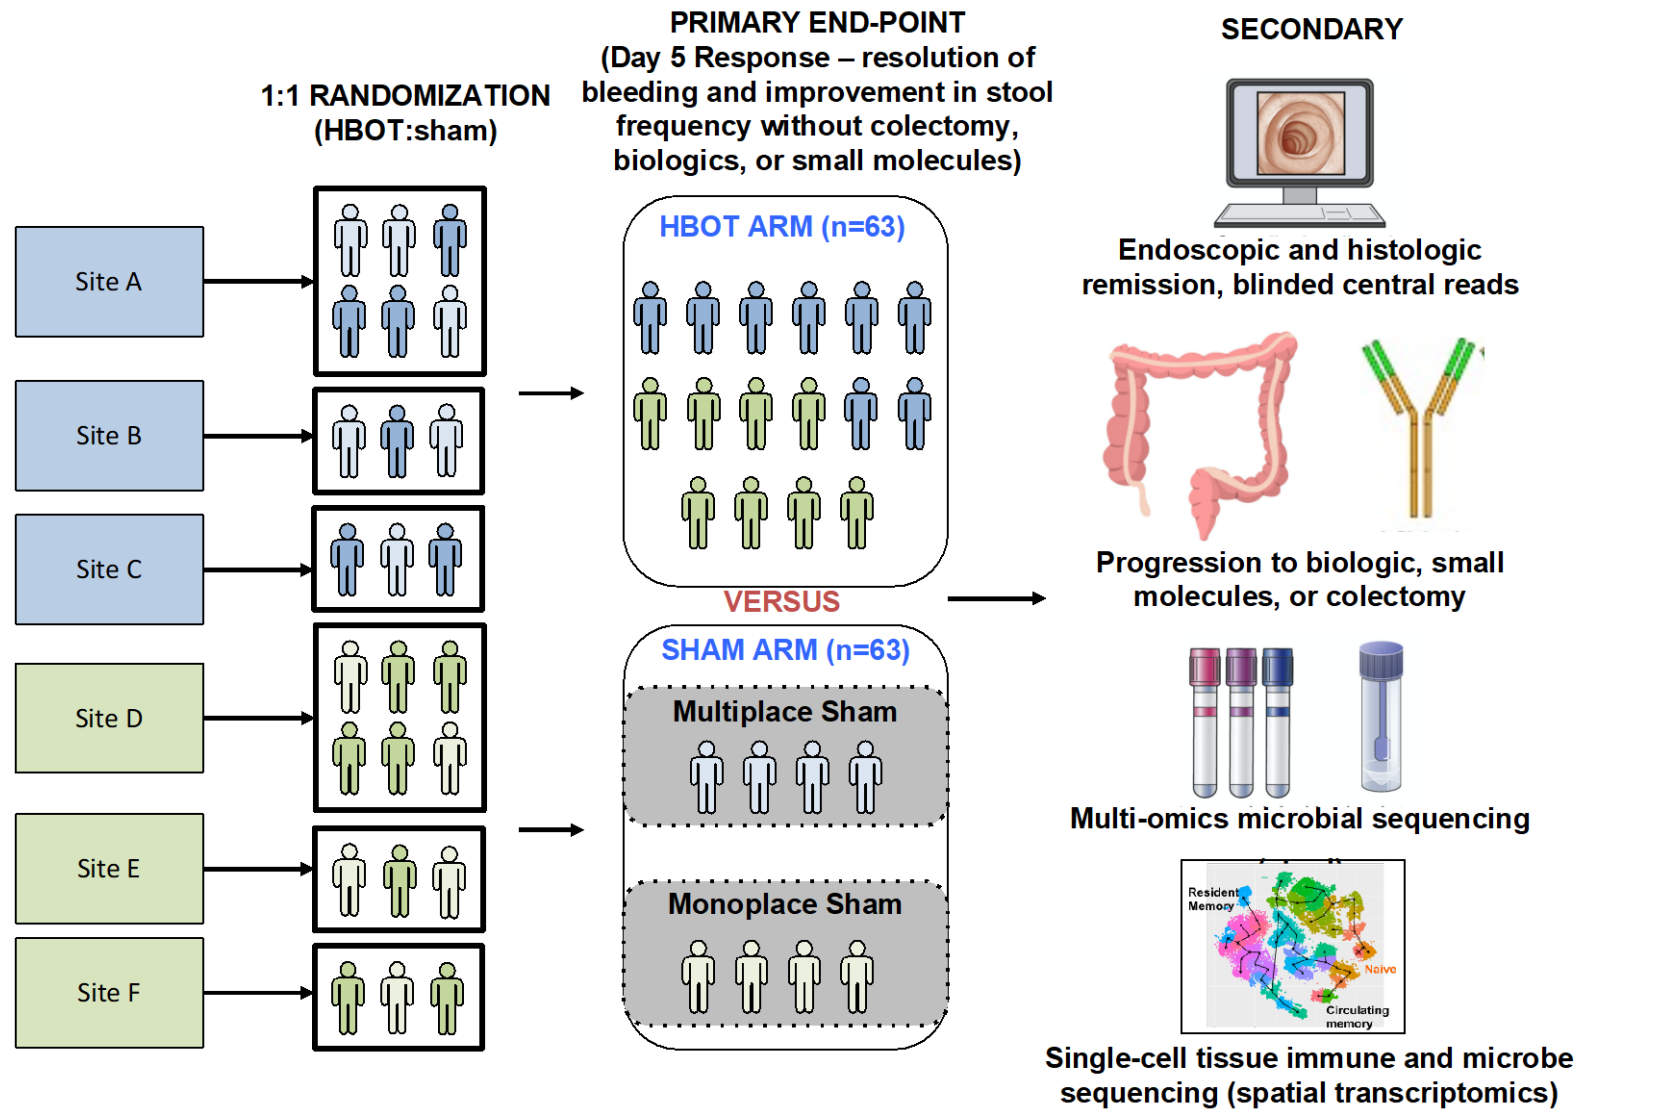 1:1 RANDOMIZATION
(HBOT:sham)
Site A
Site B
Site C
Site D
Site E
Site F
PRIMARY END-POINT
(Day 5 Response – resolution of
bleeding and improvement in stool
frequency without colectomy,
biologics, or small molecules)
HBOT ARM (n=63)
VERSUS
SHAM ARM (n=63)
Multiplace Sham
Monoplace Sham
SECONDARY
Endoscopic and histologic
remission, blinded central reads
Progression to biologic, small
molecules, or colectomy
Multi-omics microbial sequencing
Resident
Memory
Naive
Circulating
memory
Single-cell tissue immune and microbe
sequencing (spatial transcriptomics)